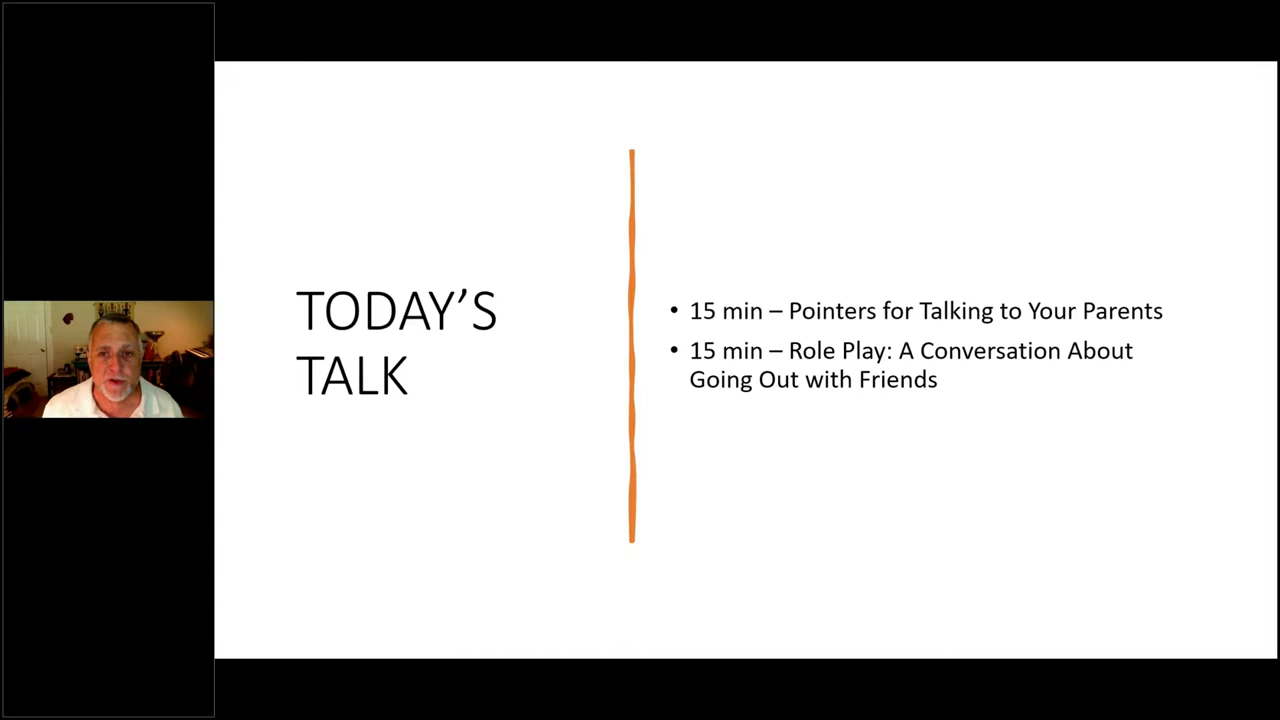 TODAY’S
TALK
• 15 min – Pointers for Talking to Your Parents
• 15 min – Role Play: A Conversation About
Going Out with Friends